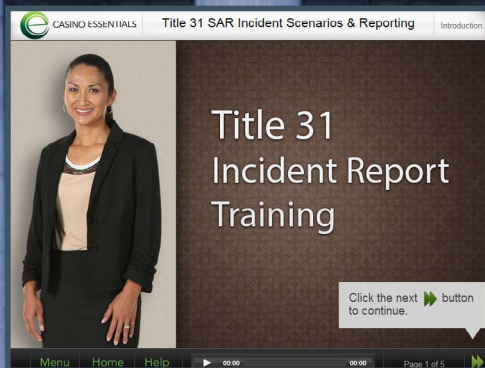 CASINO ESSENTIALS
Title 31 SAR Incident Scenarios & Reporting
Introduction
Title 31
Incident Report
Training
Click the next button
to continue.
Menu Home Help 00:00 00:00 Page 1 of 5